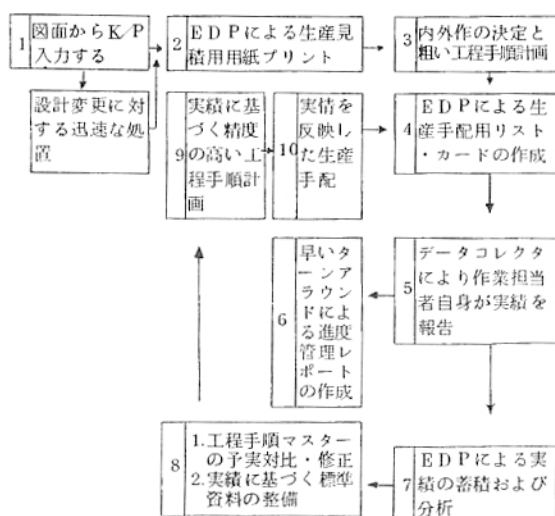 1
図面からK/P
入力する
2
EDPによる生産見
積用用紙プリント
3
内外作の決定と
粗い工程手順計画
設計変更に対
する迅速な処
置
9
実績に基
づく精度
の高い工
程手順計
画
10
実情を
反映し
た生産
手配
4
EDPによる生
産手配用リスト
・カードの作成
6
早いタ
ーンア
ラウン
ドによ
る進度
管理レ
ポート
の作成
5
データコレクタ
により作業担当
者自身が実績を
報告
8
1.工程手順マスター
の予実対比・修正
2.実績に基づく標準
資料の整備
7
EDPによる実
績の蓄積および
分析